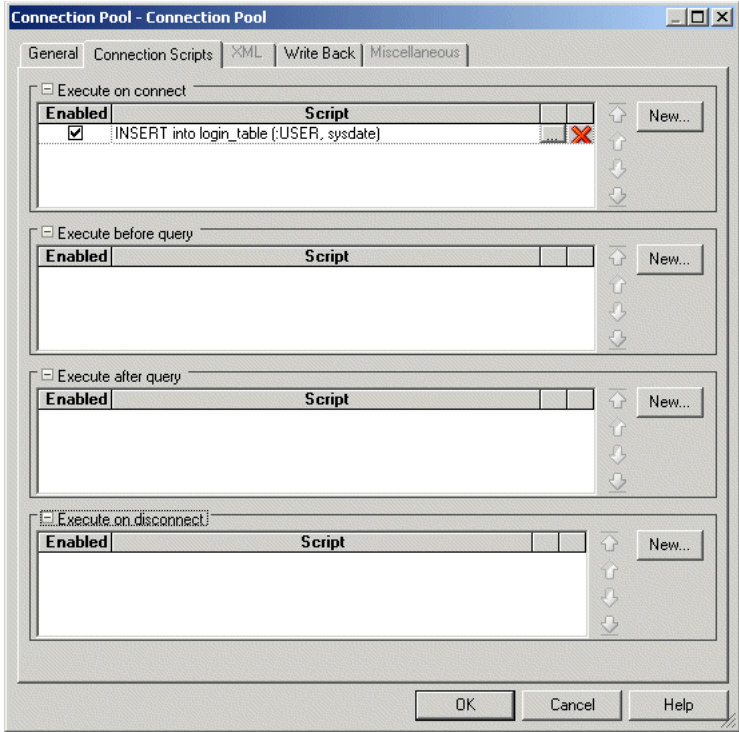 Connection Pool - Connection Pool
General Connection Scripts XML Write Back Miscellaneous
Execute on connect
Enabled Script
INSERT into login_table (:USER, sysdate) ...
New...
Execute before query
Enabled Script
New...
Execute after query
Enabled Script
New...
Execute on disconnect
Enabled Script
New...
OK Cancel Help